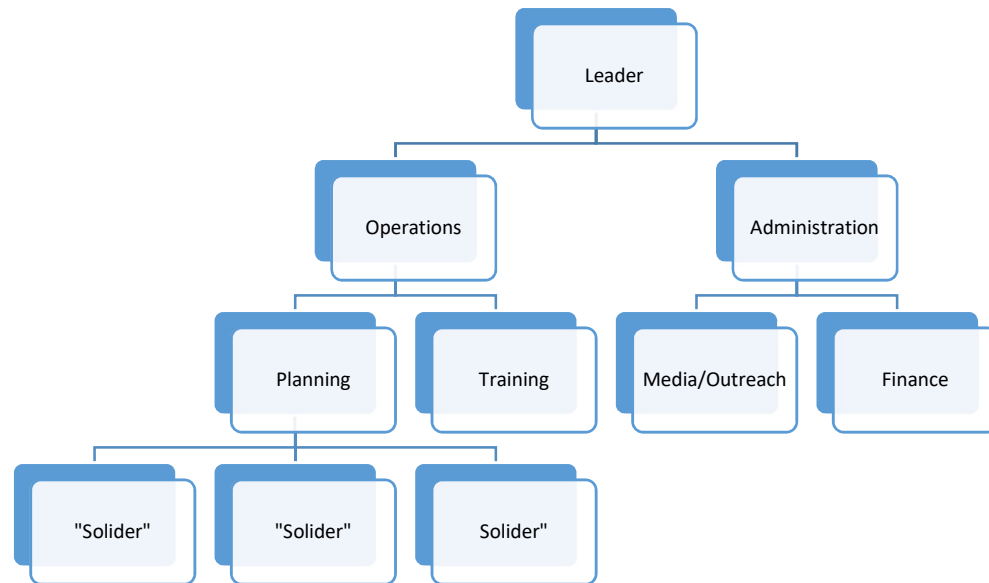 Leader
Operations
Administration
Planning
Training
Media/Outreach
Finance
"Solider"
"Solider"
Solider"